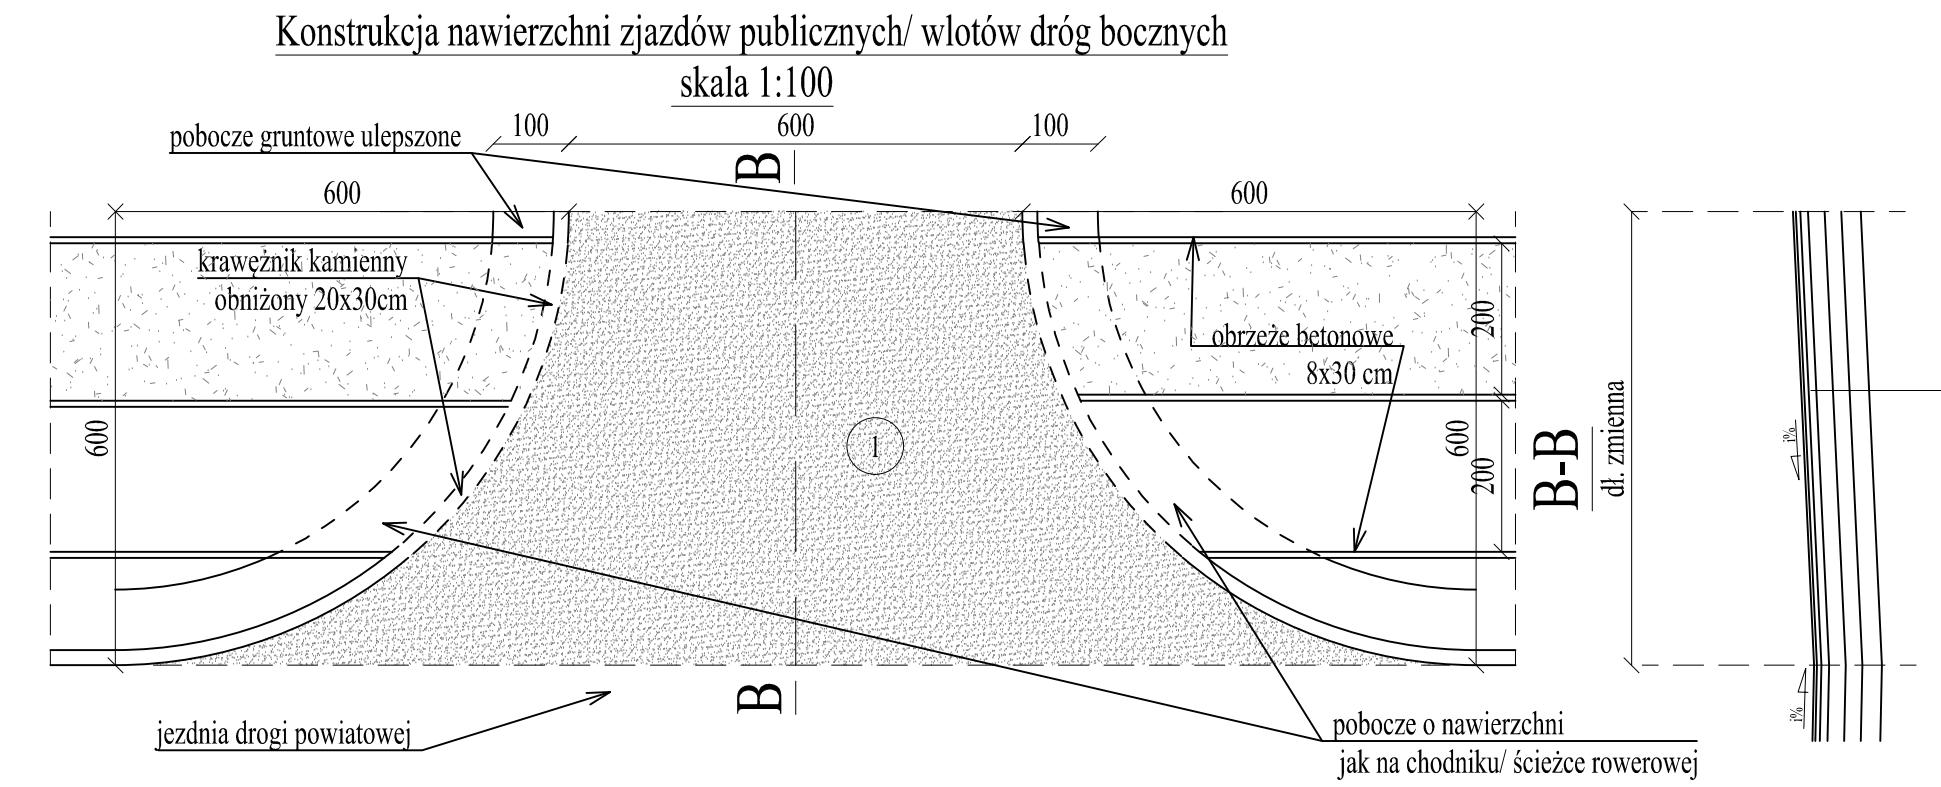 Konstrukcja nawierzchni zjazdów publicznych/ wlotów dróg bocznych
skala 1:100
100
600
100
pobocze gruntowe ulepszone
B
600
600
krawężnik kamienny
obniżony 20x30cm
200
obrzeże betonowe
8x30 cm
600
1
600
200
B-B
dł. zmienna
i%
B
i%
jezdnia drogi powiatowej
pobocze o nawierzchni
jak na chodniku/ ścieżce rowerowej